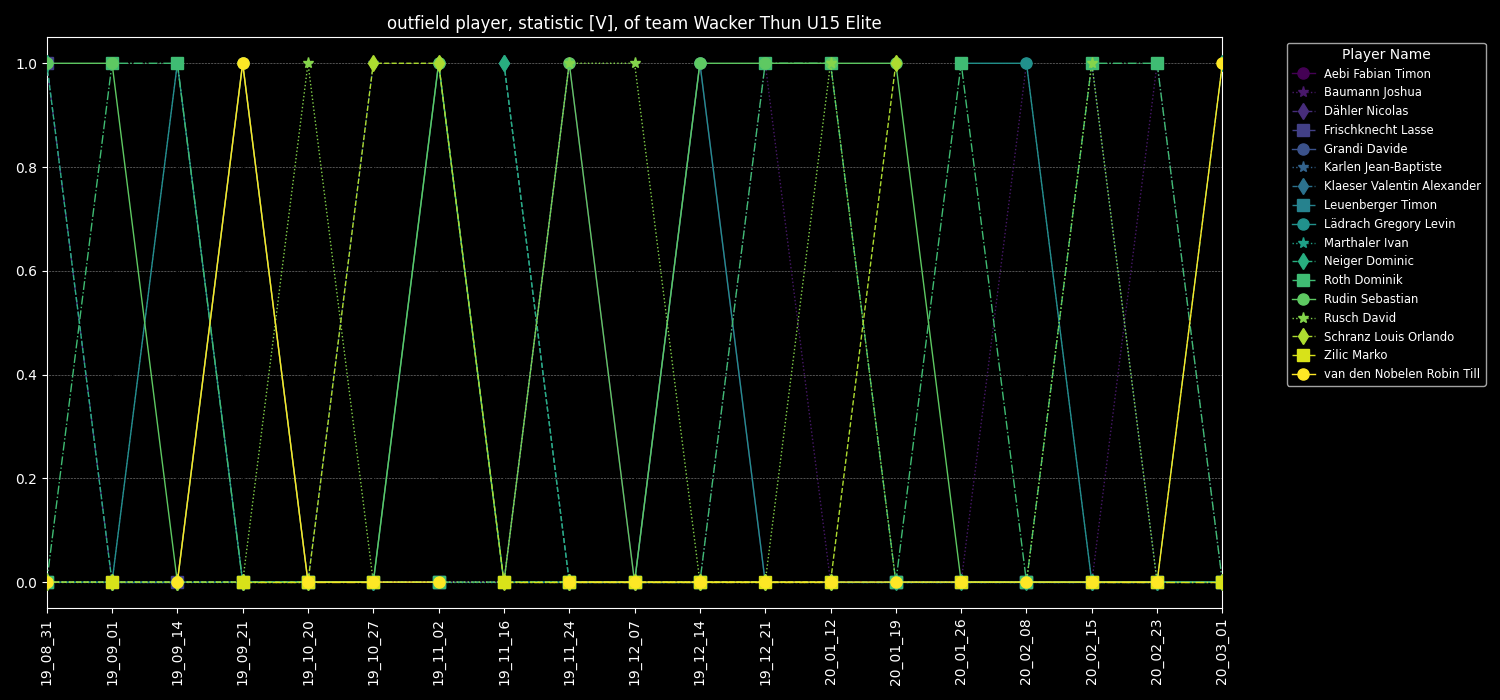 outfield player, statistic [V], of team Wacker Thun U15 Elite
1.0
0.8
0.6
0.4
0.2
0.0
19_08_31
19_09_01
19_09_14
19_09_21
19_10_20
19_10_27
19_11_02
19_11_16
19_11_24
19_12_07
19_12_14
19_12_21
20_01_12
20_01_19
20_01_26
20_02_08
20_02_15
20_02_23
20_03_01
Player Name
Aebi Fabian Timon
Baumann Joshua
Dähler Nicolas
Frischknecht Lasse
Grandi Davide
Karlen Jean-Baptiste
Klaeser Valentin Alexander
Leuenberger Timon
Lädrach Gregory Levin
Marthaler Ivan
Neiger Dominic
Roth Dominik
Rudin Sebastian
Rusch David
Schranz Louis Orlando
Zilic Marko
van den Nobelen Robin Till